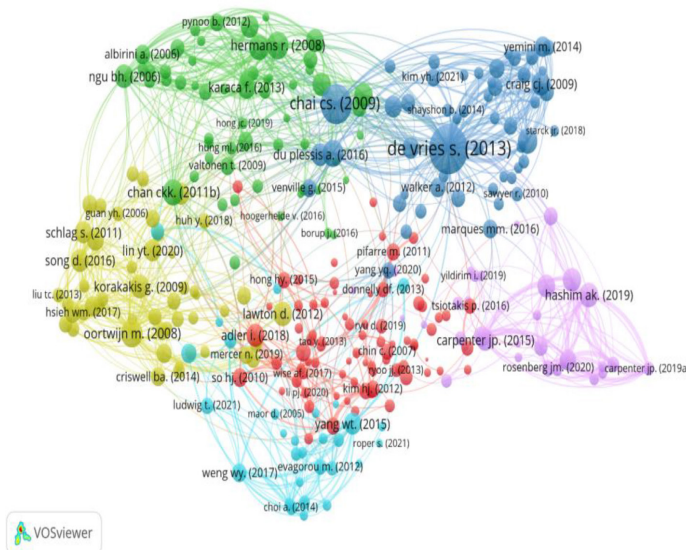 pynoo b. (2012)
albirini a. (2006)
hermans r. (2008)
yemini m. (2014)
ngu bh. (2006)
kim yh. (2021)
craig cj. (2009)
karaca f. (2013)
chai cs. (2009)
shayshon b. (2014)
hong jc. (2019)
starck jr. (2018)
hong ml. (2016)
du plessis a. (2016)
de vries s. (2013)
valtonen t. (2009)
chan ckk. (2011b)
venville g. (2015)
walker a. (2012)
sawyer r. (2010)
guan yh. (2006)
huh y. (2018)
hoogerheide v. (2016)
schlag s. (2011)
borup j. (2016)
marques mm. (2016)
lin yt. (2020)
pifarre m. (2011)
song d. (2016)
yang yq. (2020)
hong hy. (2015)
yildirim i. (2019)
korakakis g. (2009)
donnelly df. (2013)
liu tc. (2013)
hashim ak. (2019)
hsieh wm. (2017)
lawton d. (2012)
tsiotakis p. (2016)
oortwijn m. (2008)
adler i. (2018)
ryu d. (2019)
tan y. (2013)
carpenter jp. (2015)
mercer n. (2019)
chin c. (2007)
criswell ba. (2014)
so hj. (2010)
wise af. (2017)
ryoo j. (2013)
rosenberg jm. (2020)
carpenter jp. (2019a
li pj. (2020)
kim hj. (2012)
ludwig t. (2021)
maor d. (2005)
yang wt. (2015)
roper s. (2021)
weng wy. (2017)
evagorou m. (2012)
choi a. (2014)
VOSviewer